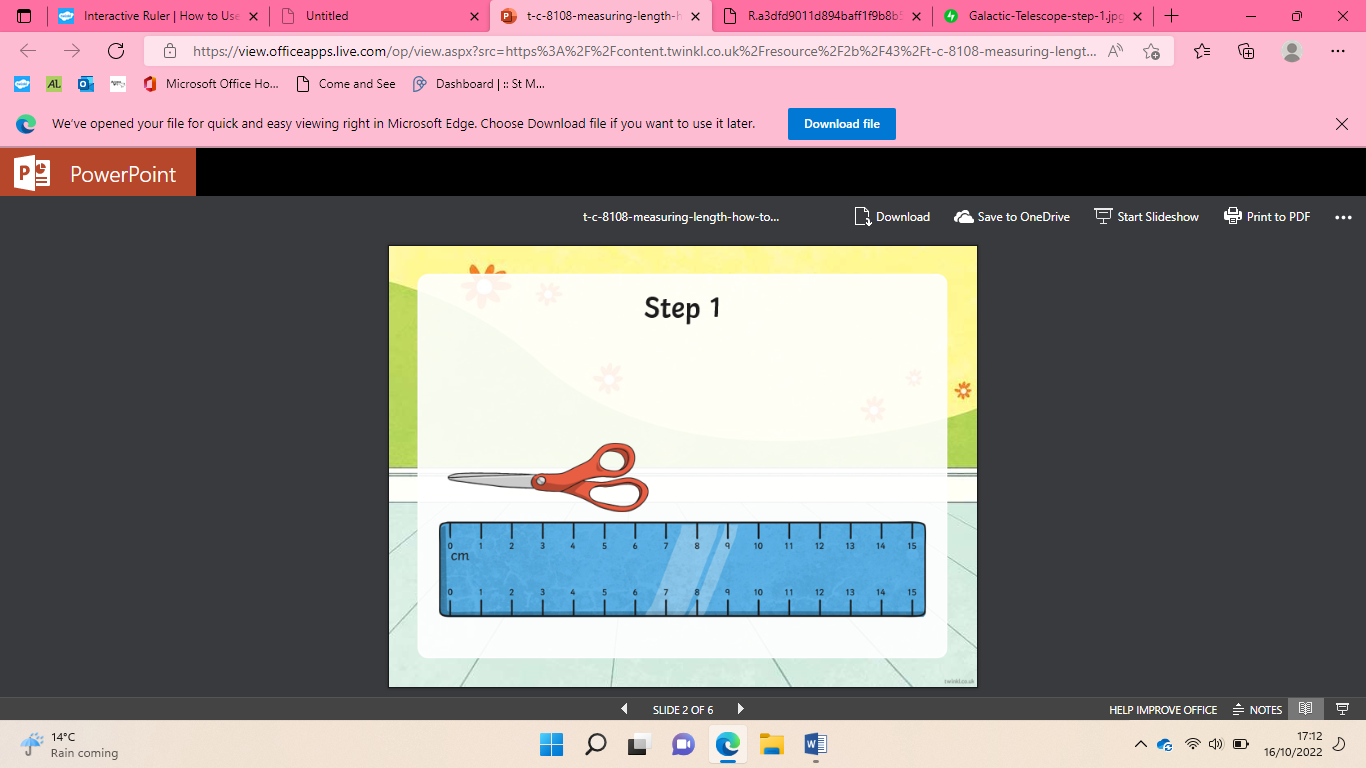 Interactive Ruler | How to Use
Untitled
t-c-8108-measuring-length-h
R.a3dfd9011d894baff1f9b8b5
Galactic-Telescope-step-1.jpg
https://view.officeapps.live.com/op/view.aspx?src=https%3A%2F%2Fcontent.twinkl.co.uk%2Fresource%2F2b%2F43%2Ft-c-8108-measuring-lengt...
Microsoft Office Ho...
Come and See
Dashboard | :: St M...
We've opened your file for quick and easy viewing right in Microsoft Edge. Choose Download file if you want to use it later.
Download file
PowerPoint
t-c-8108-measuring-length-how-to...
Download
Save to OneDrive
Start Slideshow
Print to PDF
Step 1
0 1 2 3 4 5 6 7 8 9 10 11 12 13 14 15
cm
0 1 2 3 4 5 6 7 8 9 10 11 12 13 14 15
twinkl.co.uk
SLIDE 2 OF 6
HELP IMPROVE OFFICE
NOTES
14°C
Rain coming
17:12
16/10/2022